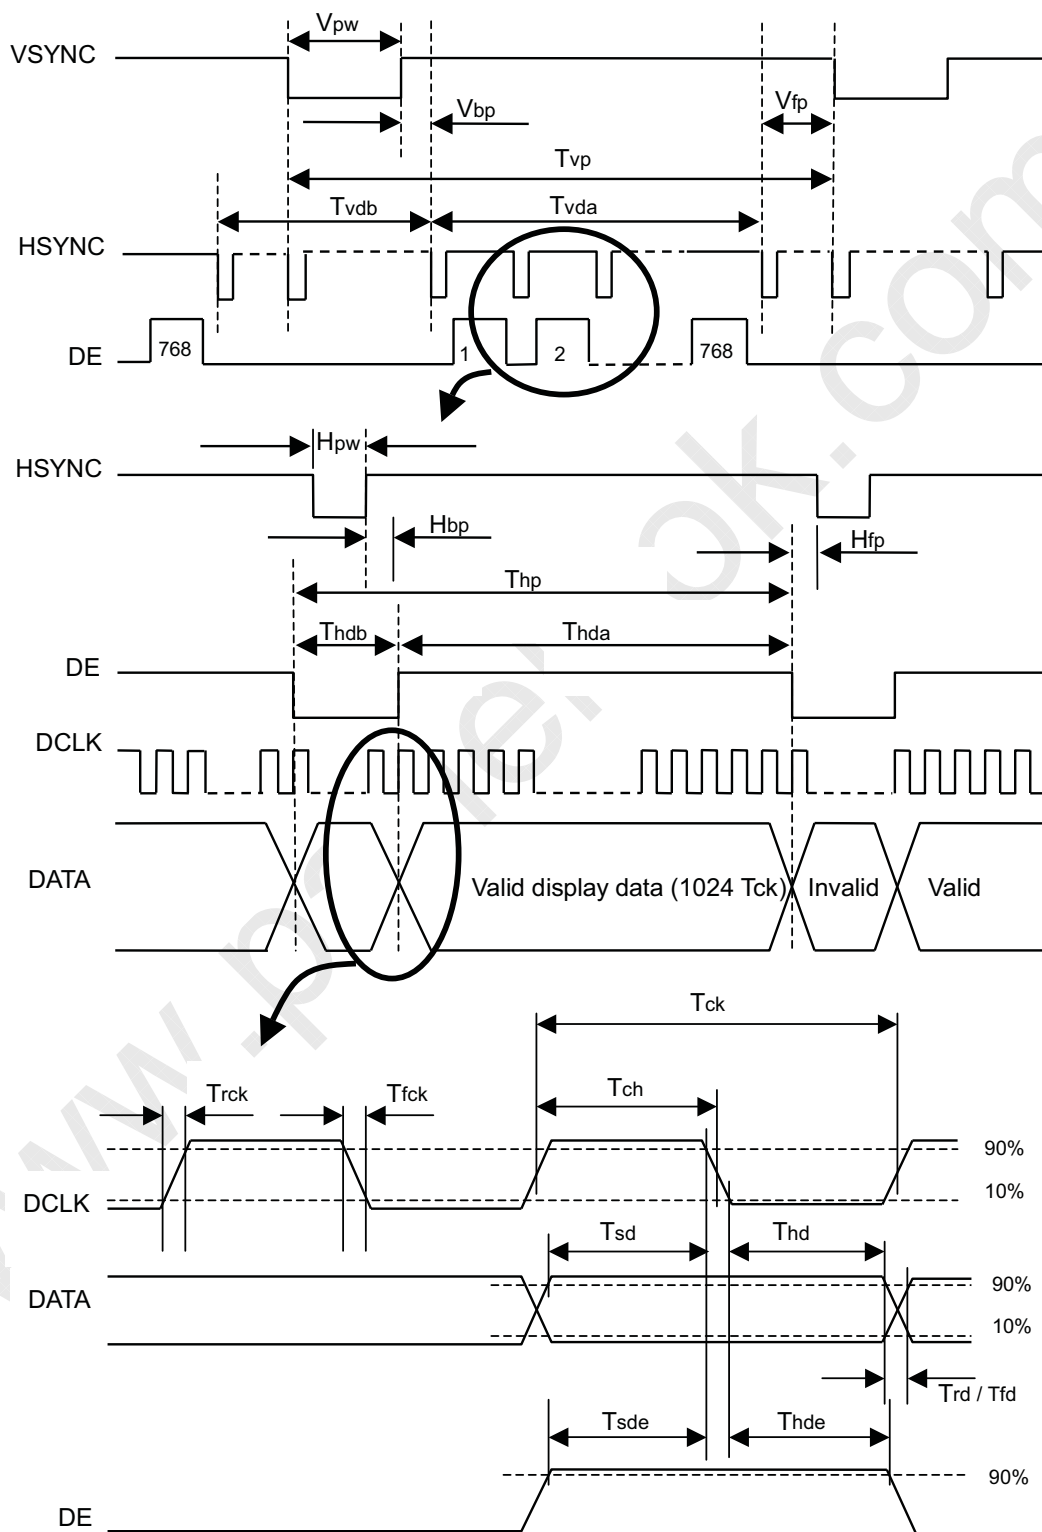 Vpw
VSYNC
Vbp
Vfp
Tvp
Tvdb
Tvda
HSYNC
768
1
2
768
DE
Hpw
HSYNC
Hbp
Hfp
Thp
Thdb
Thda
DE
DCLK
DATA
Valid display data (1024 Tck)
Invalid
Valid
Tck
Trck
Tfck
Tch
90%
10%
DCLK
Tsd
Thd
90%
DATA
10%
Trd / Tfd
Tsde
Thde
90%
DE